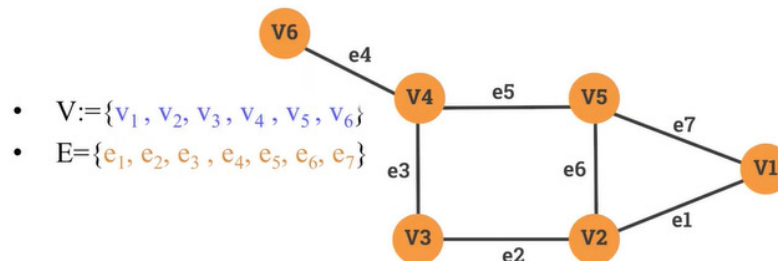 V6
e4
V4
e5
V5
• V:={v₁ , v₂, v₃ , v₄ , v₅ , v₆}
e7
• E={e₁, e₂, e₃ , e₄, e₅, e₆, e₇}
e3
e6
V1
e1
V3
e2
V2